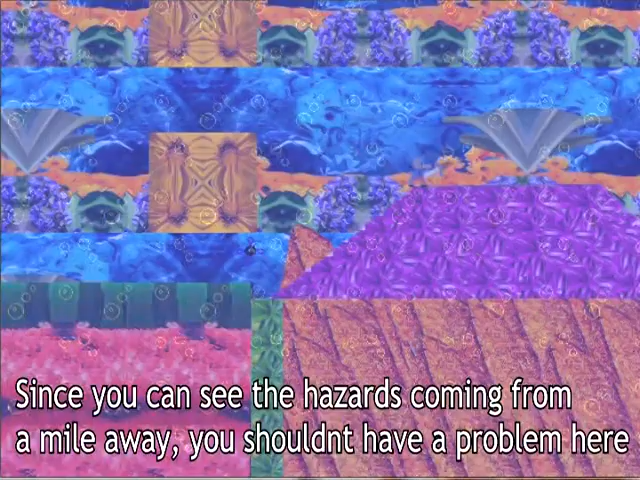 Since you can see the hazards coming from
a mile away, you shouldnt have a problem here